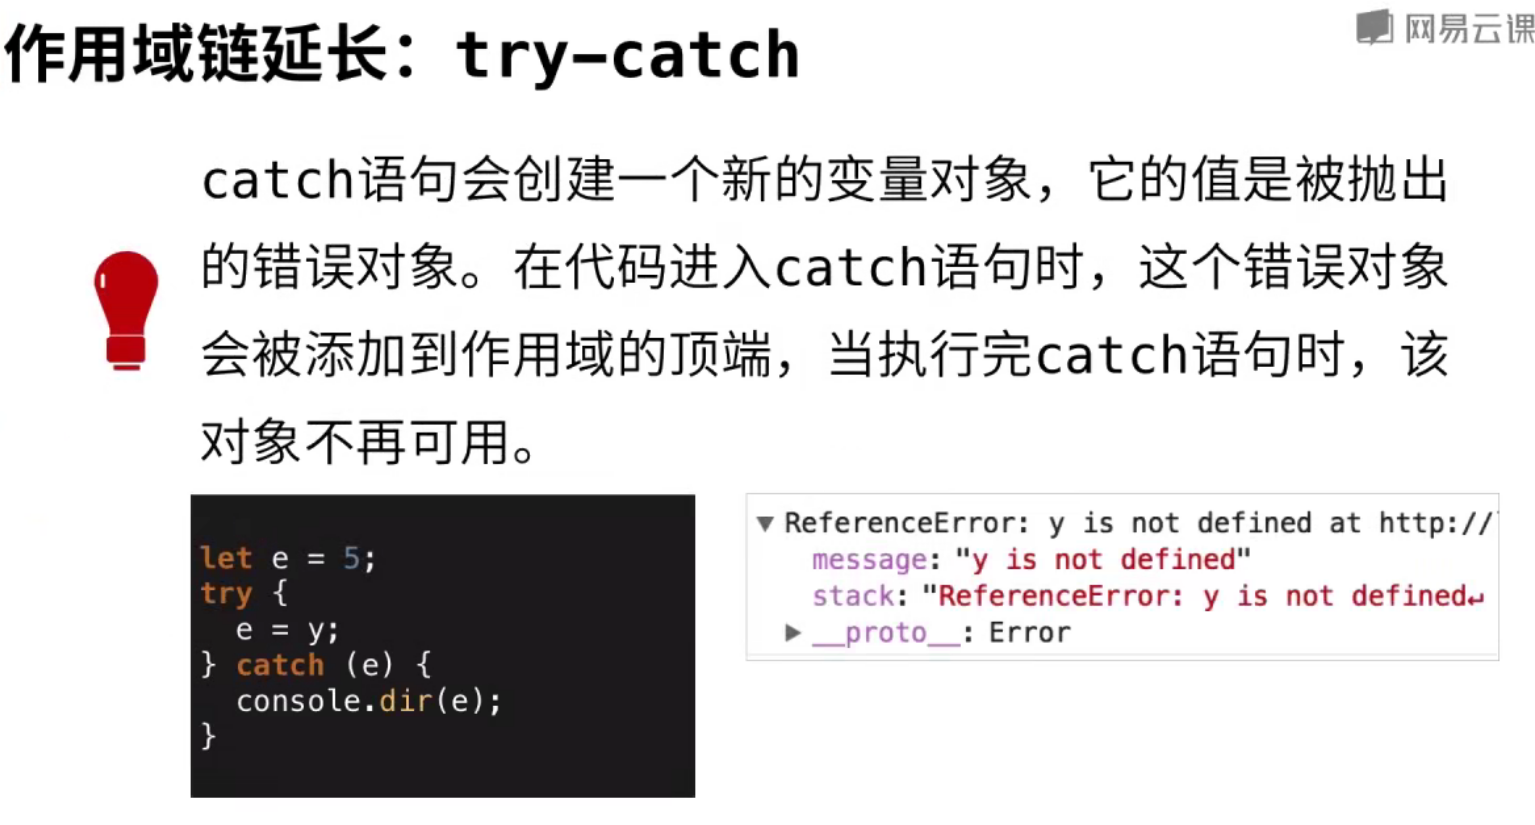 网易云课
作用域链延长：try-catch
catch语句会创建一个新的变量对象，它的值是被抛出
的错误对象。在代码进入catch语句时，这个错误对象
会被添加到作用域的顶端，当执行完catch语句时，该
对象不再可用。
let e = 5;
try {
  e = y;
} catch (e) {
  console.dir(e);
}
▼ ReferenceError: y is not defined at http://
message: "y is not defined"
stack: "ReferenceError: y is not defined↵
▶ __proto__: Error